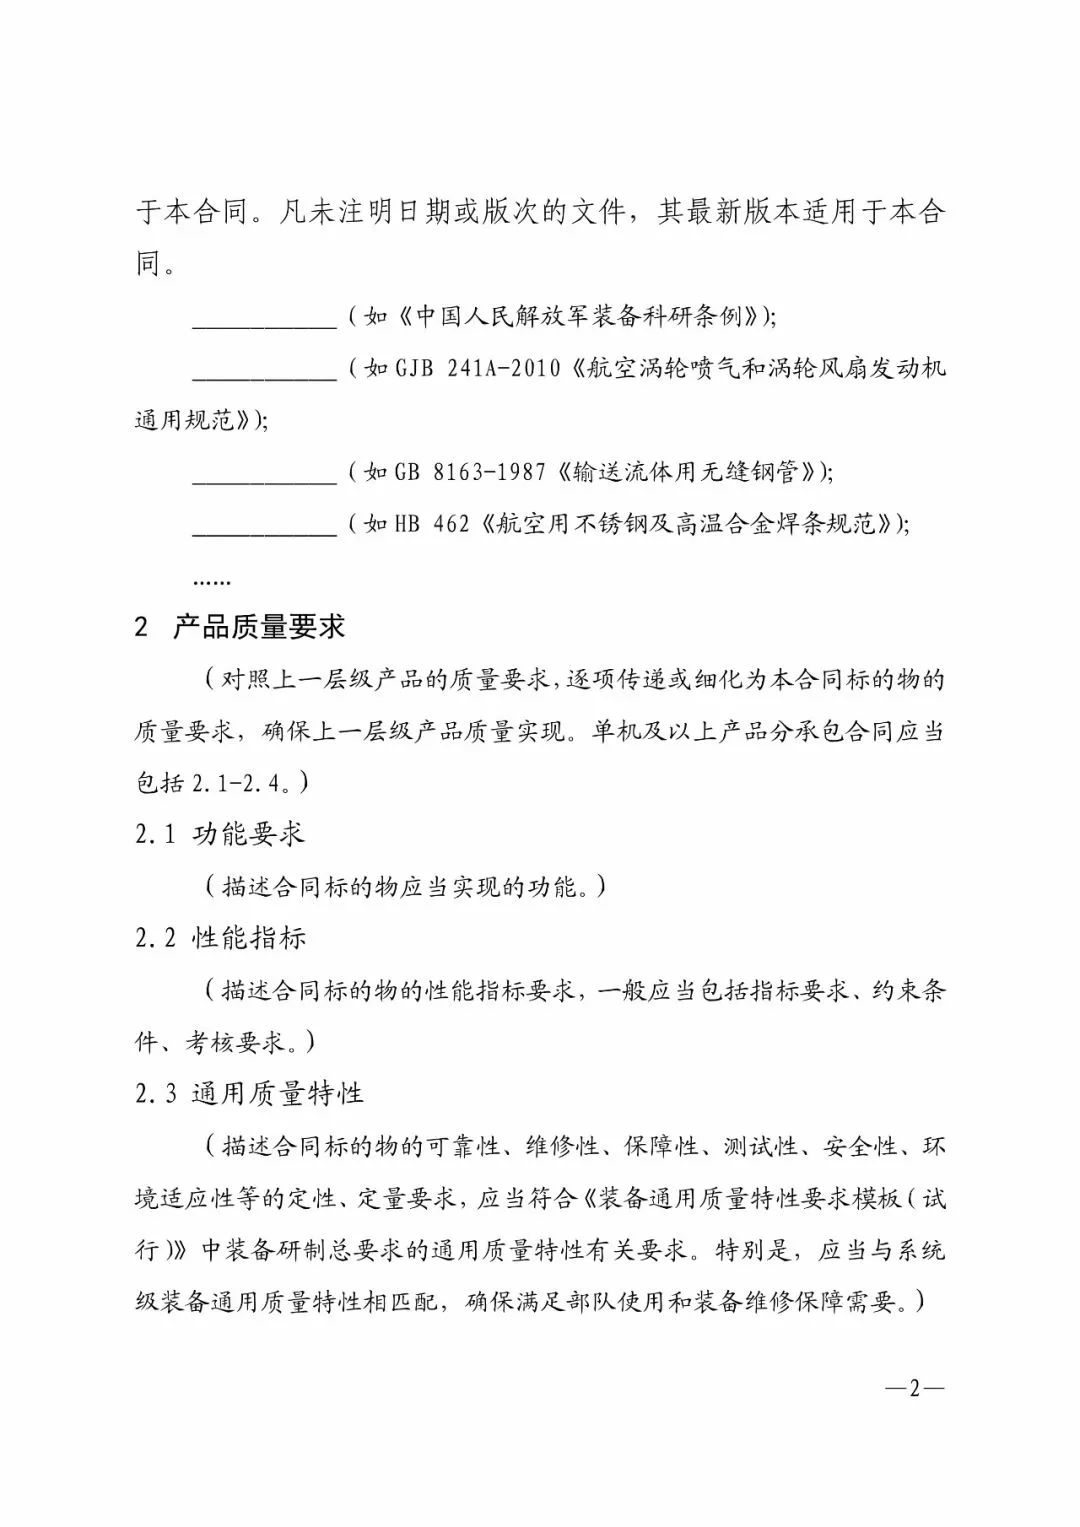 于本合同。凡未注明日期或版次的文件，其最新版本适用于本合
同。
___________（如《中国人民解放军装备科研条例》）；
___________（如 GJB 241A-2010《航空涡轮喷气和涡轮风扇发动机
通用规范》）；
___________（如 GB 8163-1987《输送流体用无缝钢管》）；
___________（如 HB 462《航空用不锈钢及高温合金焊条规范》）；
……
2 产品质量要求
（对照上一层级产品的质量要求，逐项传递或细化为本合同标的物的
质量要求，确保上一层级产品质量实现。单机及以上产品分承包合同应当
包括 2.1-2.4。）
2.1 功能要求
（描述合同标的物应当实现的功能。）
2.2 性能指标
（描述合同标的物的性能指标要求，一般应当包括指标要求、约束条
件、考核要求。）
2.3 通用质量特性
（描述合同标的物的可靠性、维修性、保障性、测试性、安全性、环
境适应性等的定性、定量要求，应当符合《装备通用质量特性要求模板（试
行）》中装备研制总要求的通用质量特性有关要求。特别是，应当与系统
级装备通用质量特性相匹配，确保满足部队使用和装备维修保障需要。）
—2—